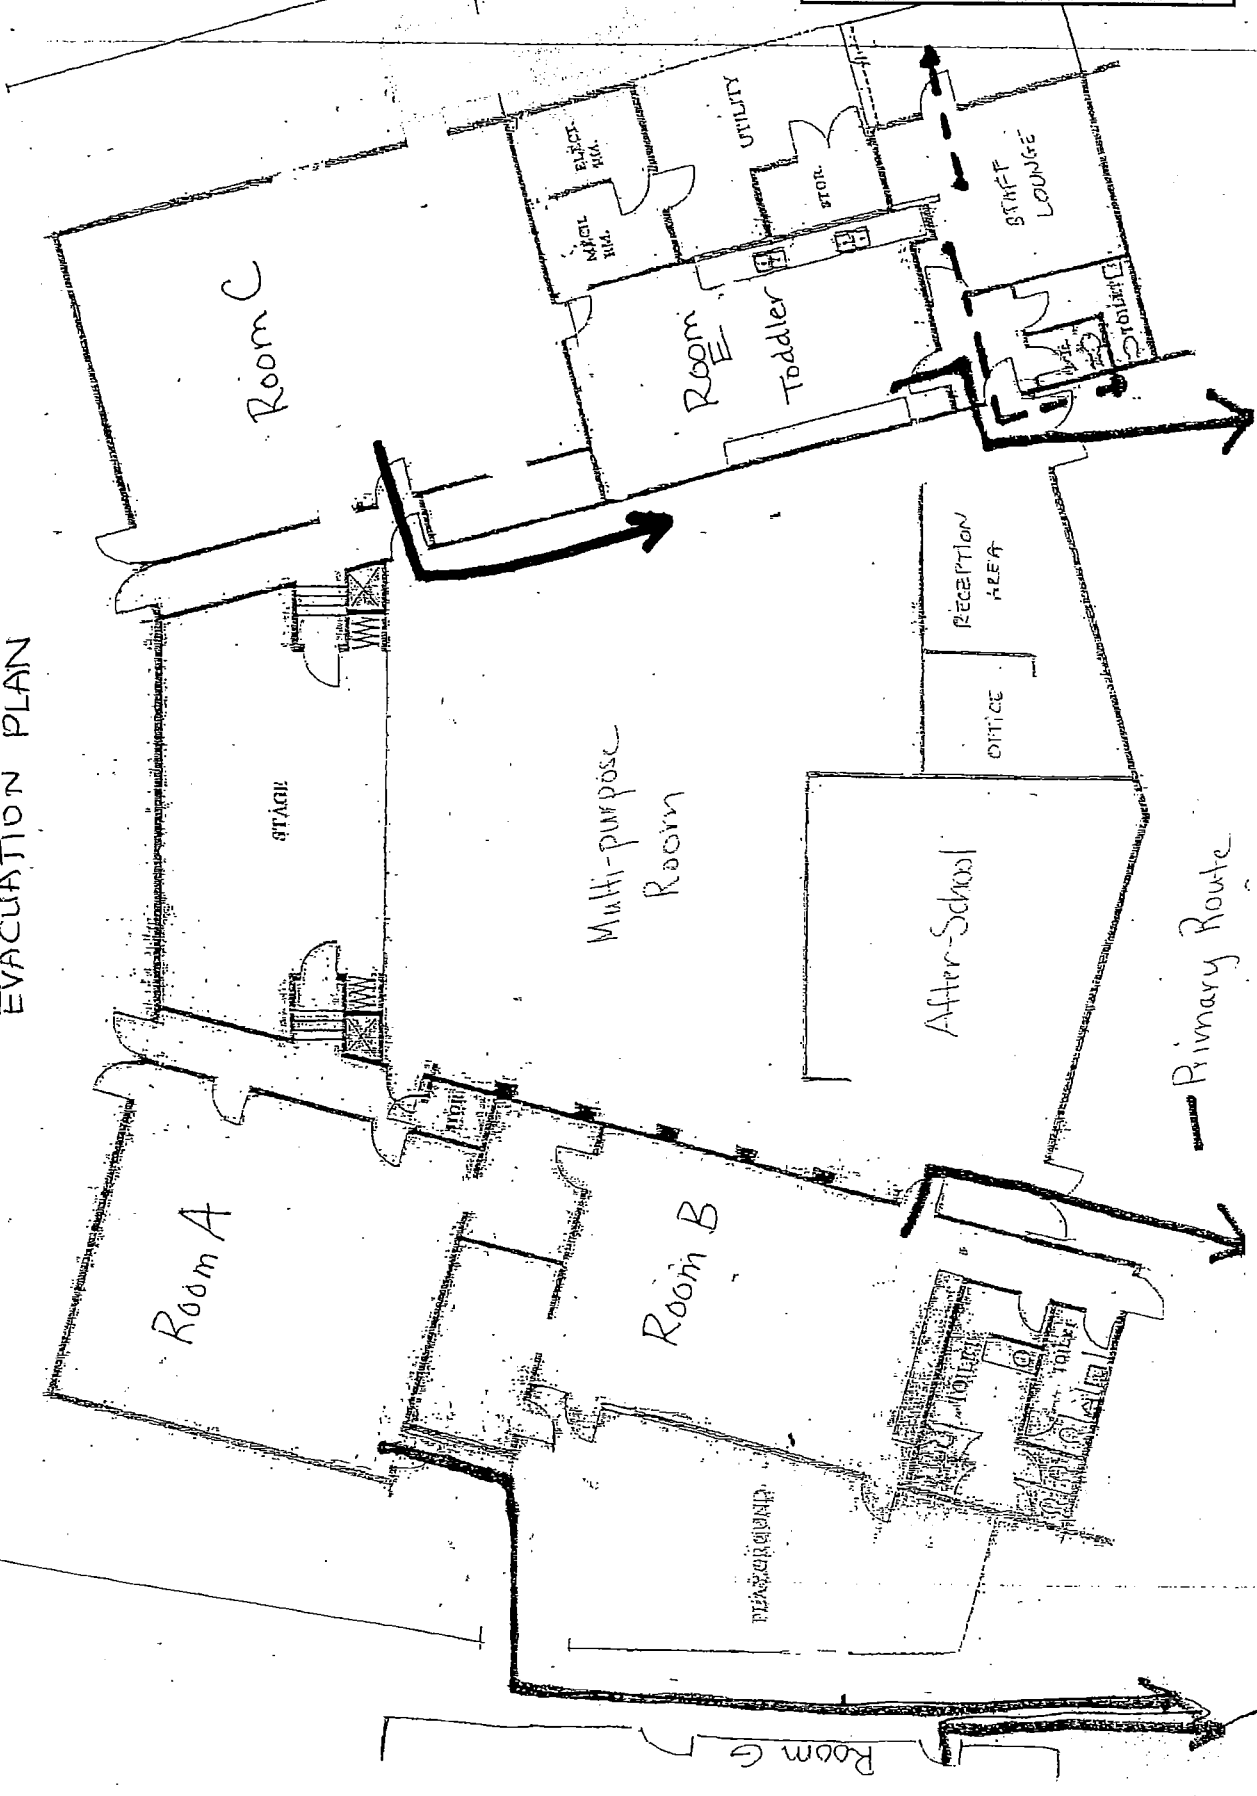 EVACUATION PLAN
Room C
ELECT.
RM.
MECH.
RM.
UTILITY
STOR.
STAFF
LOUNGE
TOILET
Room
E
Toddler
STAGE
Multi-purpose
Room
RECEPTION
AREA
OFFICE
After-School
Primary Route
Room A
STOR.
Room B
TOILET
TOILET
PLAYGROUND
Room G